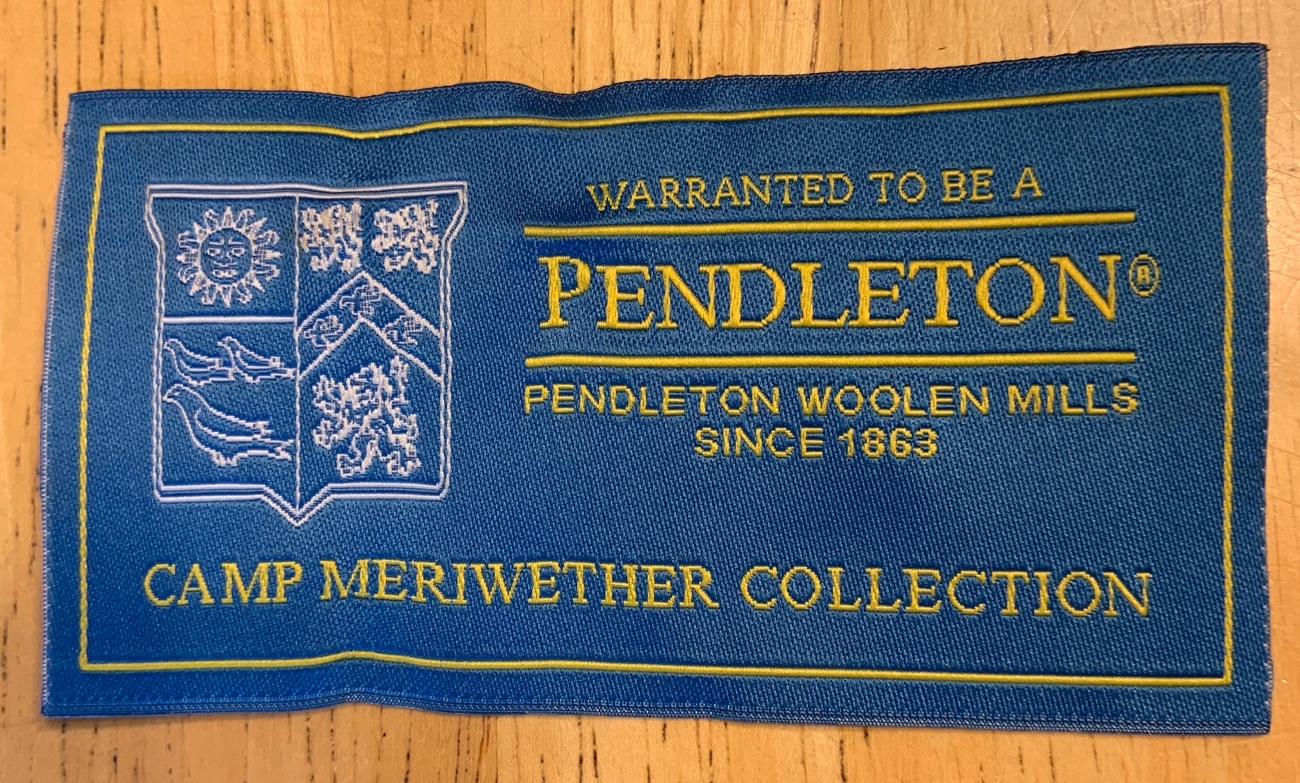 WARRANTED TO BE A
PENDLETON®
PENDLETON WOOLEN MILLS
SINCE 1863
CAMP MERIWETHER COLLECTION